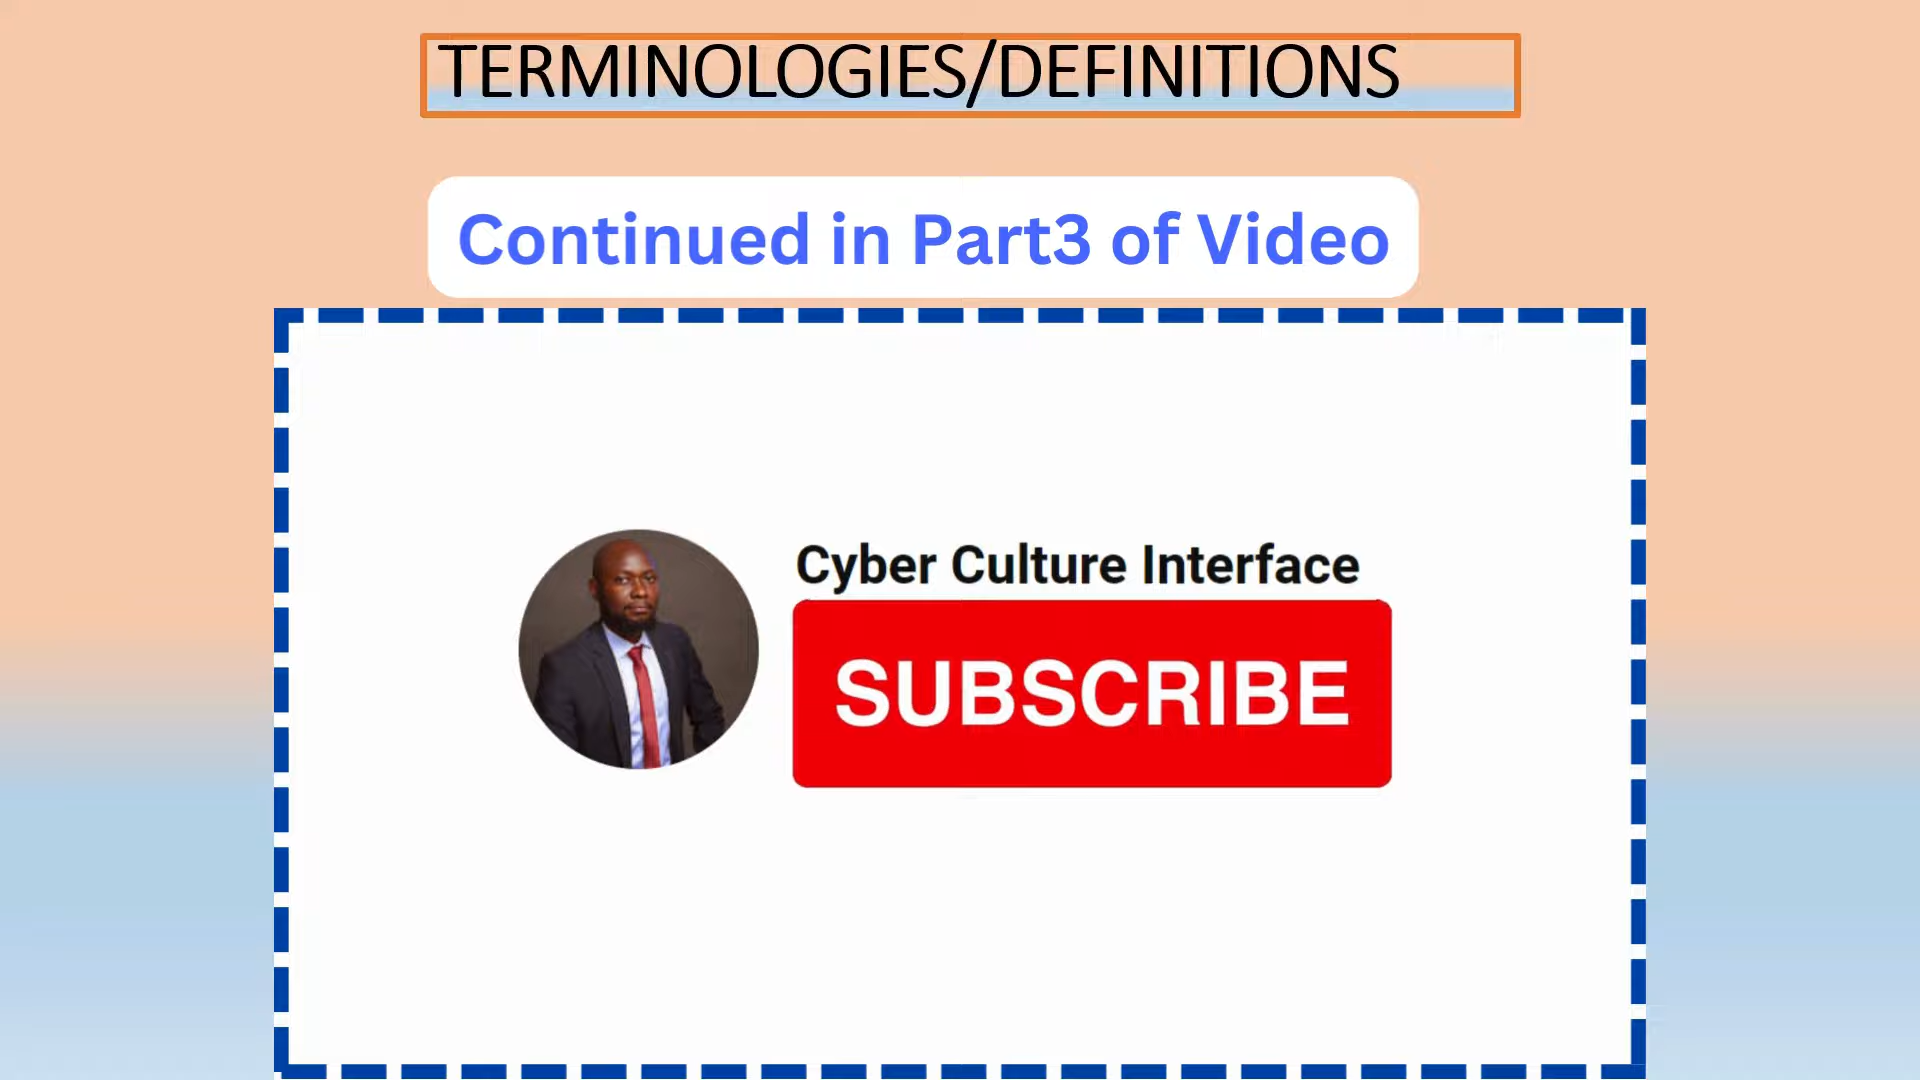 TERMINOLOGIES/DEFINITIONS
Continued in Part3 of Video
Cyber Culture Interface
SUBSCRIBE